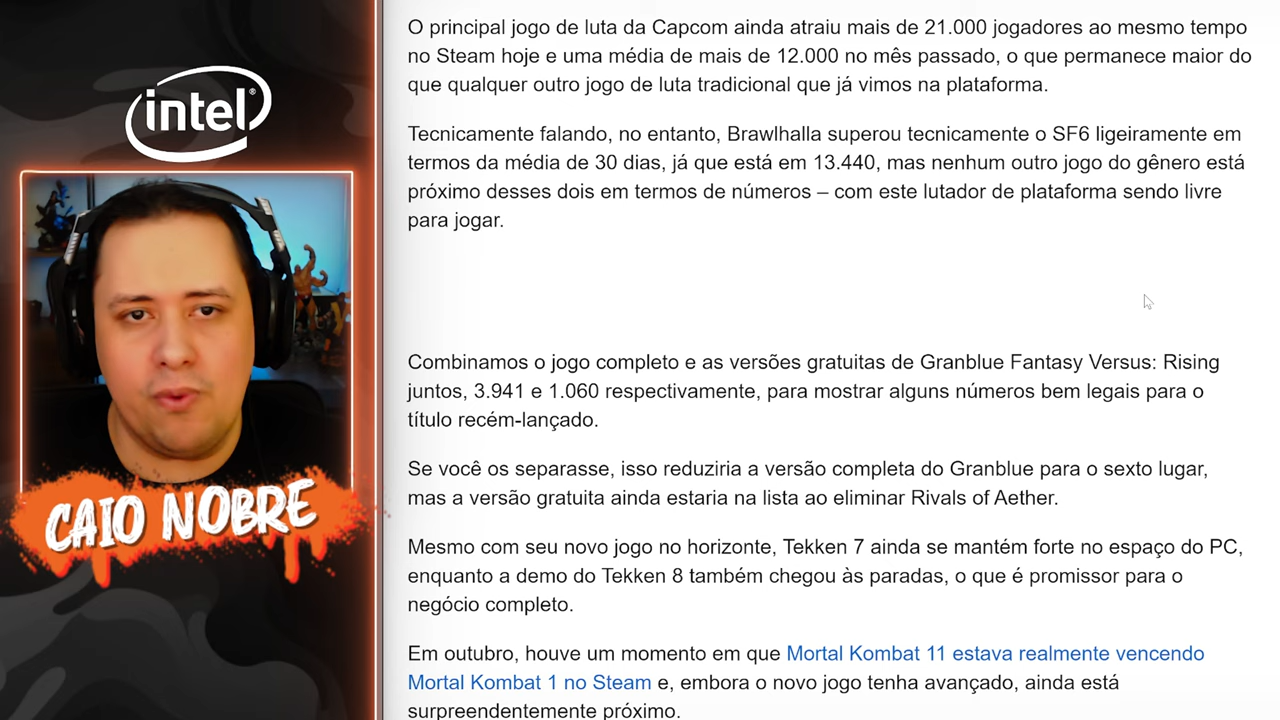 intel®
CAIO NOBRE
O principal jogo de luta da Capcom ainda atraiu mais de 21.000 jogadores ao mesmo tempo
no Steam hoje e uma média de mais de 12.000 no mês passado, o que permanece maior do
que qualquer outro jogo de luta tradicional que já vimos na plataforma.
Tecnicamente falando, no entanto, Brawlhalla superou tecnicamente o SF6 ligeiramente em
termos da média de 30 dias, já que está em 13.440, mas nenhum outro jogo do gênero está
próximo desses dois em termos de números – com este lutador de plataforma sendo livre
para jogar.
Combinamos o jogo completo e as versões gratuitas de Granblue Fantasy Versus: Rising
juntos, 3.941 e 1.060 respectivamente, para mostrar alguns números bem legais para o
título recém-lançado.
Se você os separasse, isso reduziria a versão completa do Granblue para o sexto lugar,
mas a versão gratuita ainda estaria na lista ao eliminar Rivals of Aether.
Mesmo com seu novo jogo no horizonte, Tekken 7 ainda se mantém forte no espaço do PC,
enquanto a demo do Tekken 8 também chegou às paradas, o que é promissor para o
negócio completo.
Em outubro, houve um momento em que Mortal Kombat 11 estava realmente vencendo
Mortal Kombat 1 no Steam e, embora o novo jogo tenha avançado, ainda está
surpreendentemente próximo.